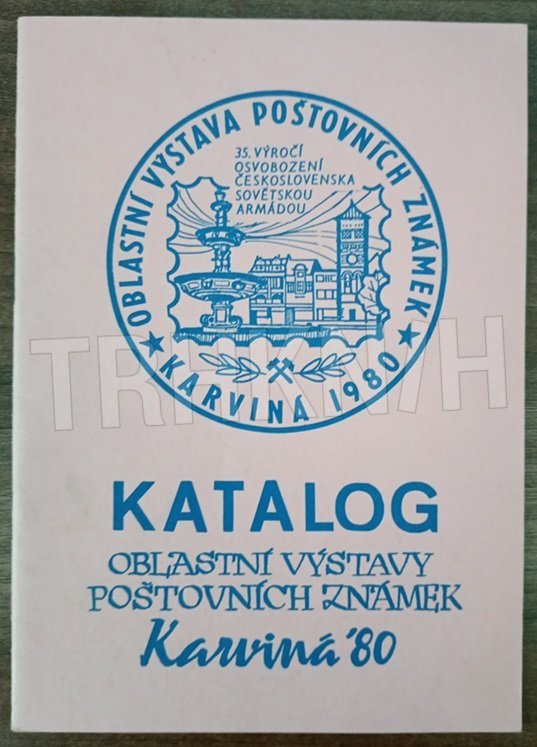 OBLASTNÍ VÝSTAVA POŠTOVNÍCH ZNÁMEK
35. VÝROČÍ
OSVOBOZENÍ
ČESKOSLOVENSKA
SOVĚTSKOU
ARMÁDOU
KARVINÁ 1980
TRHKNIH
KATALOG
OBLASTNÍ VÝSTAVY
POŠTOVNÍCH ZNÁMEK
Karviná '80